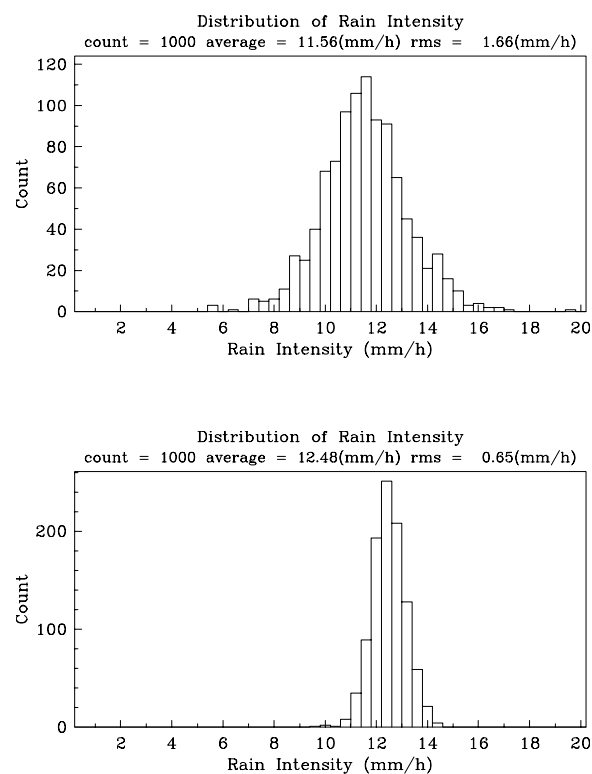 Distribution of Rain Intensity
count = 1000 average = 11.56(mm/h) rms = 1.66(mm/h)
120
100
80
60
40
20
0
Count
2 4 6 8 10 12 14 16 18 20
Rain Intensity (mm/h)
Distribution of Rain Intensity
count = 1000 average = 12.48(mm/h) rms = 0.65(mm/h)
200
100
0
Count
2 4 6 8 10 12 14 16 18 20
Rain Intensity (mm/h)